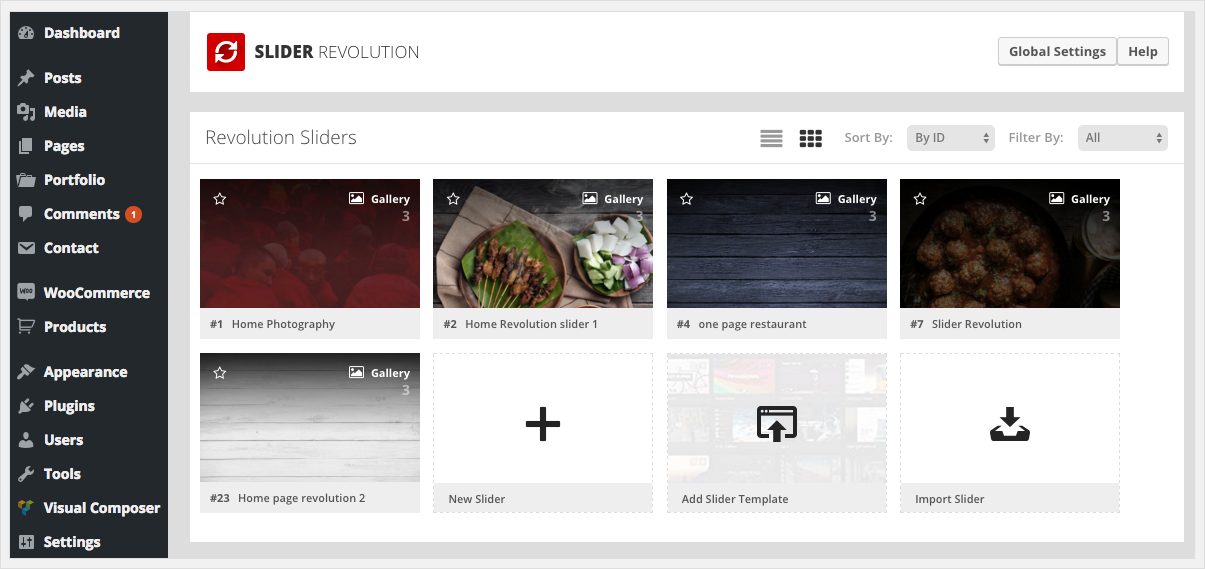 Dashboard
Posts
Media
Pages
Portfolio
Comments 1
Contact
WooCommerce
Products
Appearance
Plugins
Users
Tools
Visual Composer
Settings
SLIDER REVOLUTION
Global Settings Help
Revolution Sliders
Sort By: By ID Filter By: All
Gallery
3
#1 Home Photography
Gallery
3
#2 Home Revolution slider 1
Gallery
3
#4 one page restaurant
Gallery
3
#7 Slider Revolution
Gallery
3
#23 Home page revolution 2
New Slider
Add Slider Template
Import Slider